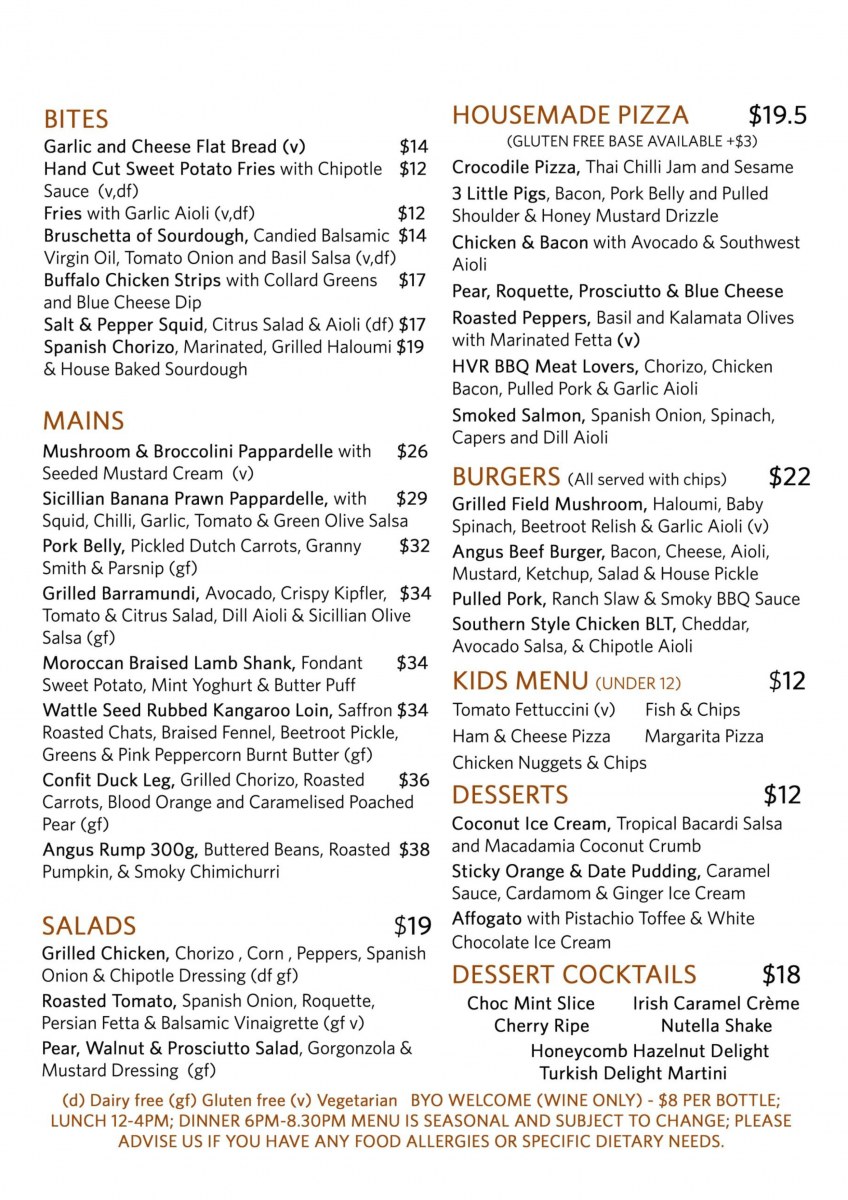 BITES
Garlic and Cheese Flat Bread (v) $14
Hand Cut Sweet Potato Fries with Chipotle $12
Sauce (v,df)
Fries with Garlic Aioli (v,df) $12
Bruschetta of Sourdough, Candied Balsamic $14
Virgin Oil, Tomato Onion and Basil Salsa (v,df)
Buffalo Chicken Strips with Collard Greens $17
and Blue Cheese Dip
Salt & Pepper Squid, Citrus Salad & Aioli (df) $17
Spanish Chorizo, Marinated, Grilled Haloumi $19
& House Baked Sourdough
MAINS
Mushroom & Broccolini Pappardelle with $26
Seeded Mustard Cream (v)
Sicillian Banana Prawn Pappardelle, with $29
Squid, Chilli, Garlic, Tomato & Green Olive Salsa
Pork Belly, Pickled Dutch Carrots, Granny $32
Smith & Parsnip (gf)
Grilled Barramundi, Avocado, Crispy Kipfler, $34
Tomato & Citrus Salad, Dill Aioli & Sicillian Olive
Salsa (gf)
Moroccan Braised Lamb Shank, Fondant $34
Sweet Potato, Mint Yoghurt & Butter Puff
Wattle Seed Rubbed Kangaroo Loin, Saffron $34
Roasted Chats, Braised Fennel, Beetroot Pickle,
Greens & Pink Peppercorn Burnt Butter (gf)
Confit Duck Leg, Grilled Chorizo, Roasted $36
Carrots, Blood Orange and Caramelised Poached
Pear (gf)
Angus Rump 300g, Buttered Beans, Roasted $38
Pumpkin, & Smoky Chimichurri
SALADS $19
Grilled Chicken, Chorizo , Corn , Peppers, Spanish
Onion & Chipotle Dressing (df gf)
Roasted Tomato, Spanish Onion, Roquette,
Persian Fetta & Balsamic Vinaigrette (gf v)
Pear, Walnut & Prosciutto Salad, Gorgonzola &
Mustard Dressing (gf)
HOUSEMADE PIZZA $19.5
(GLUTEN FREE BASE AVAILABLE +$3)
Crocodile Pizza, Thai Chilli Jam and Sesame
3 Little Pigs, Bacon, Pork Belly and Pulled
Shoulder & Honey Mustard Drizzle
Chicken & Bacon with Avocado & Southwest
Aioli
Pear, Roquette, Prosciutto & Blue Cheese
Roasted Peppers, Basil and Kalamata Olives
with Marinated Fetta (v)
HVR BBQ Meat Lovers, Chorizo, Chicken
Bacon, Pulled Pork & Garlic Aioli
Smoked Salmon, Spanish Onion, Spinach,
Capers and Dill Aioli
BURGERS (All served with chips) $22
Grilled Field Mushroom, Haloumi, Baby
Spinach, Beetroot Relish & Garlic Aioli (v)
Angus Beef Burger, Bacon, Cheese, Aioli,
Mustard, Ketchup, Salad & House Pickle
Pulled Pork, Ranch Slaw & Smoky BBQ Sauce
Southern Style Chicken BLT, Cheddar,
Avocado Salsa, & Chipotle Aioli
KIDS MENU (UNDER 12) $12
Tomato Fettuccini (v) Fish & Chips
Ham & Cheese Pizza Margarita Pizza
Chicken Nuggets & Chips
DESSERTS $12
Coconut Ice Cream, Tropical Bacardi Salsa
and Macadamia Coconut Crumb
Sticky Orange & Date Pudding, Caramel
Sauce, Cardamom & Ginger Ice Cream
Affogato with Pistachio Toffee & White
Chocolate Ice Cream
DESSERT COCKTAILS $18
Choc Mint Slice Irish Caramel Crème
Cherry Ripe Nutella Shake
Honeycomb Hazelnut Delight
Turkish Delight Martini
(d) Dairy free (gf) Gluten free (v) Vegetarian BYO WELCOME (WINE ONLY) - $8 PER BOTTLE;
LUNCH 12-4PM; DINNER 6PM-8.30PM MENU IS SEASONAL AND SUBJECT TO CHANGE; PLEASE
ADVISE US IF YOU HAVE ANY FOOD ALLERGIES OR SPECIFIC DIETARY NEEDS.